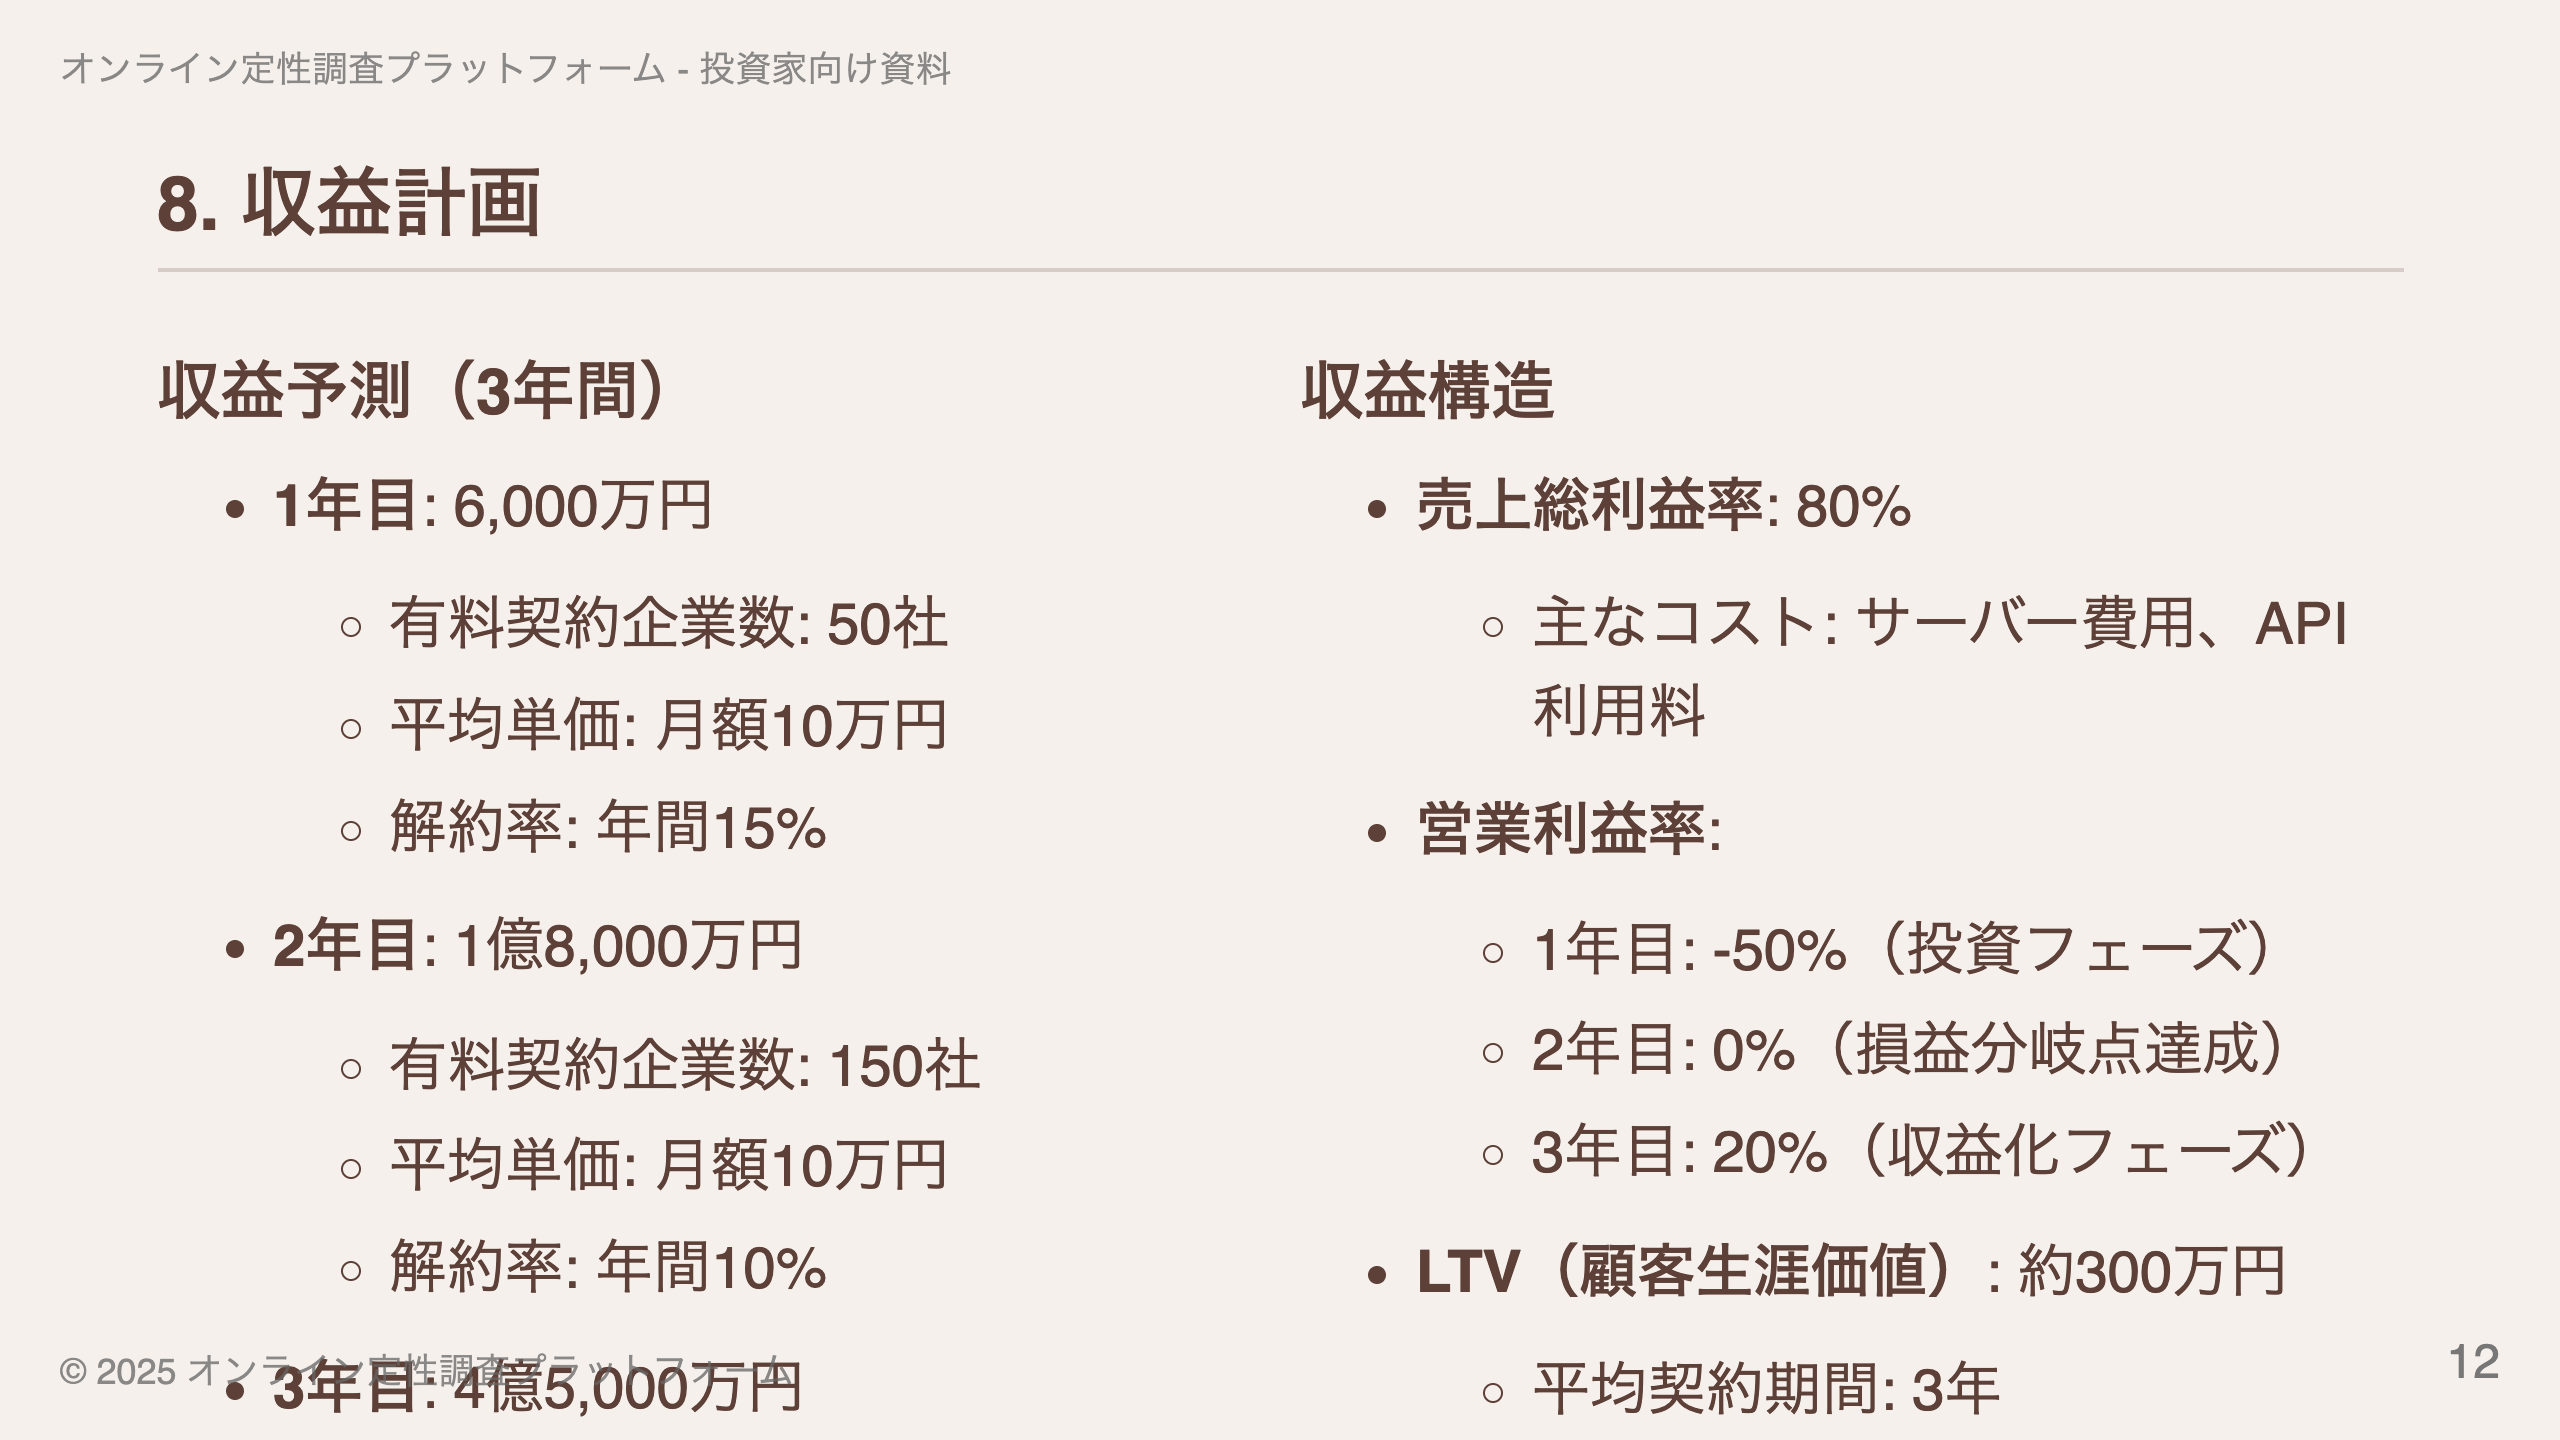 オンライン定性調査プラットフォーム - 投資家向け資料
8. 収益計画
収益予測（3年間）
• 1年目: 6,000万円
○ 有料契約企業数: 50社
○ 平均単価: 月額10万円
○ 解約率: 年間15%
• 2年目: 1億8,000万円
○ 有料契約企業数: 150社
○ 平均単価: 月額10万円
○ 解約率: 年間10%
• 3年目: 4億5,000万円
収益構造
• 売上総利益率: 80%
○ 主なコスト: サーバー費用、API
利用料
• 営業利益率:
○ 1年目: -50%（投資フェーズ）
○ 2年目: 0%（損益分岐点達成）
○ 3年目: 20%（収益化フェーズ）
• LTV（顧客生涯価値）: 約300万円
○ 平均契約期間: 3年
© 2025 オンライン定性調査プラットフォーム
12